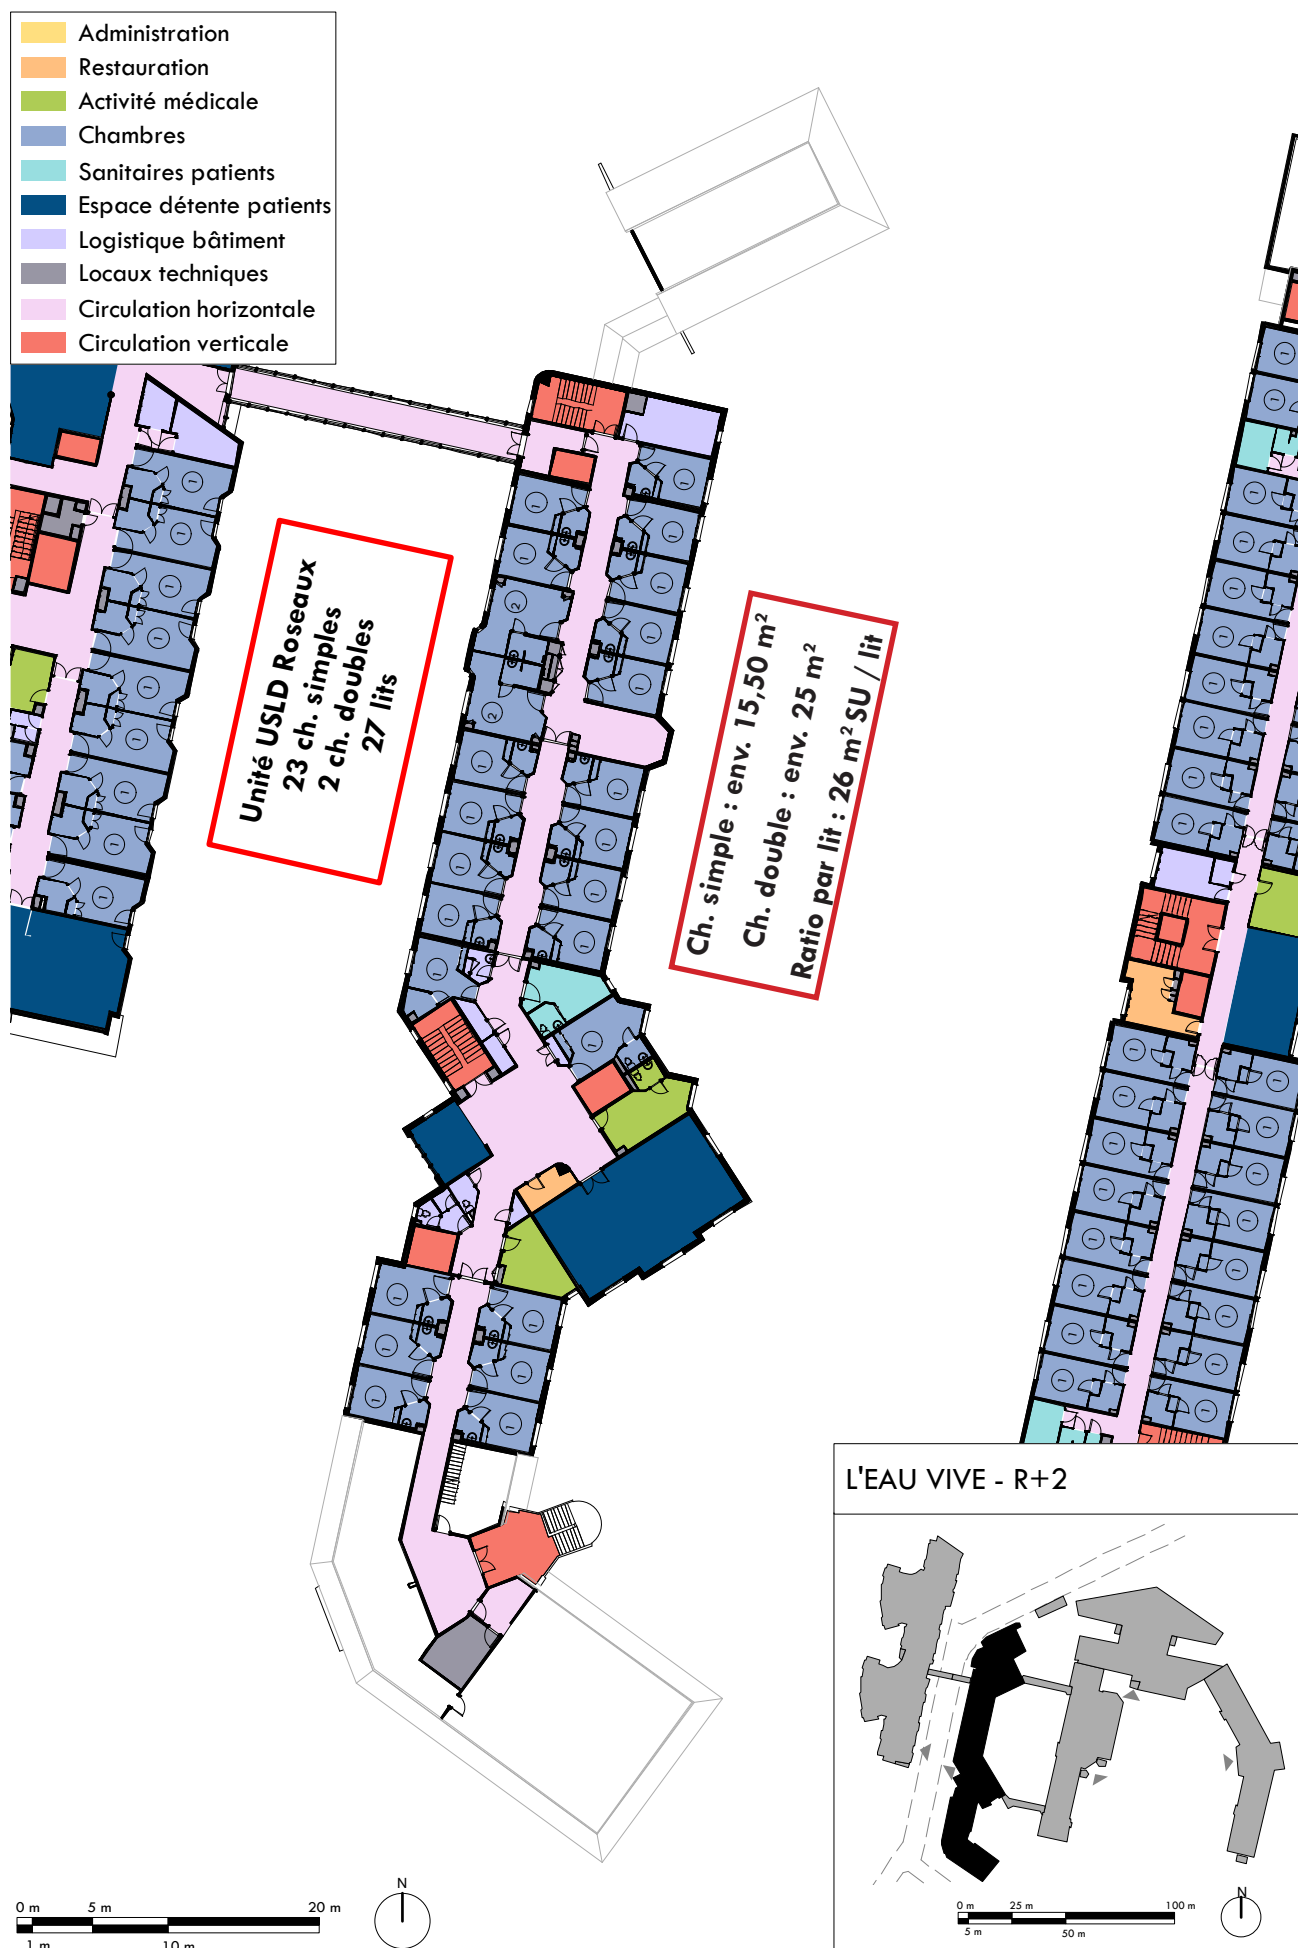 Administration
Restauration
Activité médicale
Chambres
Sanitaires patients
Espace détente patients
Logistique bâtiment
Locaux techniques
Circulation horizontale
Circulation verticale
Unité USLD Roseaux
23 ch. simples
2 ch. doubles
27 lits
Ch. simple : env. 15,50 m²
Ch. double : env. 25 m²
Ratio par lit : 26 m² SU / lit
L'EAU VIVE - R+2
0 m 5 m 20 m
1 m 10 m
N
0 m 25 m 100 m
5 m 50 m
N